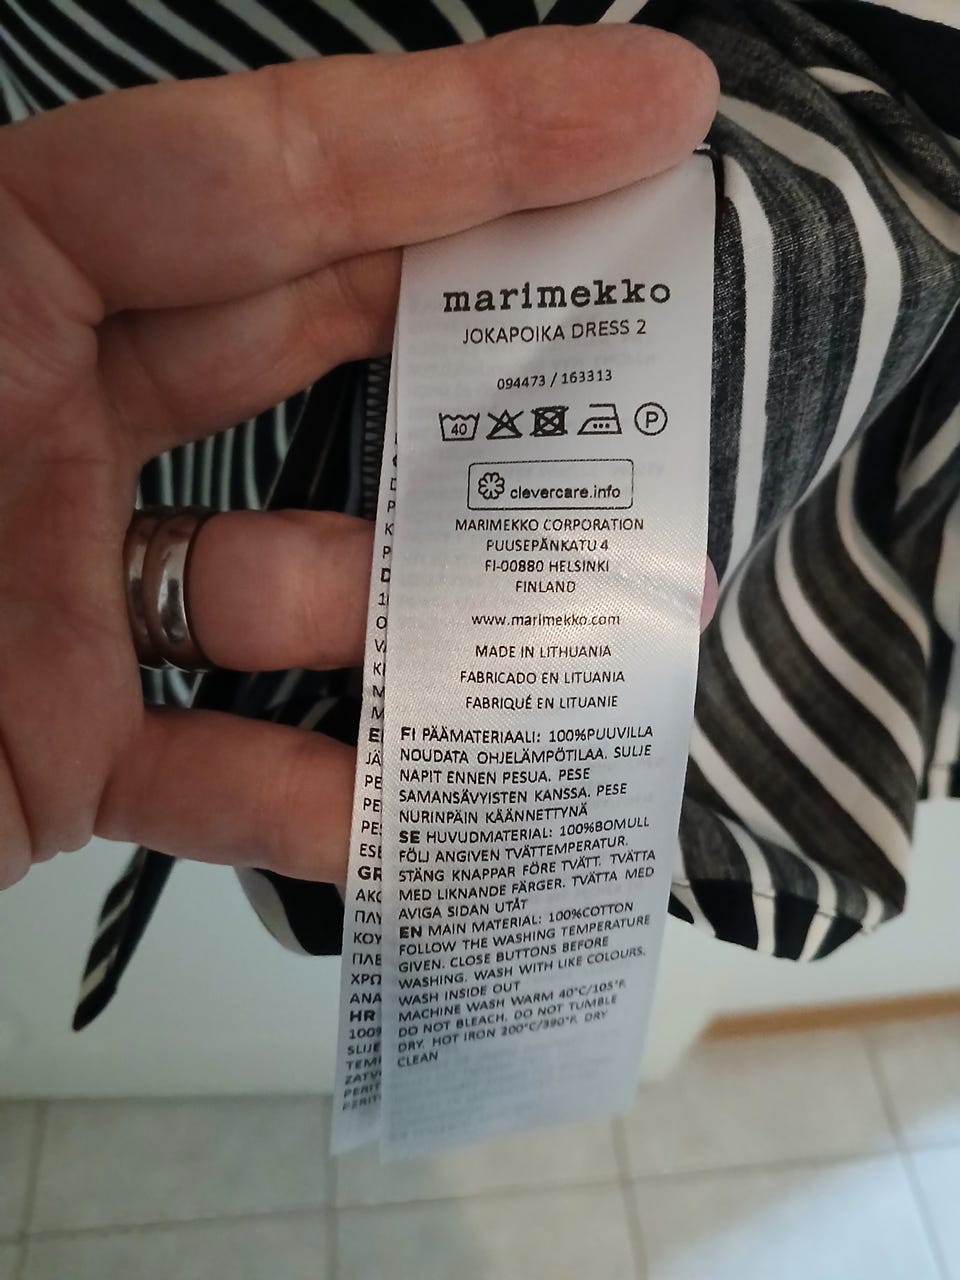 marimekko
JOKAPOIKA DRESS 2
094473 / 163313
40 P
clevercare.info
MARIMEKKO CORPORATION
PUUSEPÄNKATU 4
FI-00880 HELSINKI
FINLAND
www.marimekko.com
MADE IN LITHUANIA
FABRICADO EN LITUANIA
FABRIQUÉ EN LITUANIE
FI PÄÄMATERIAALI: 100%PUUVILLA
NOUDATA OHJELÄMPÖTILAA. SULJE
NAPIT ENNEN PESUA. PESE
SAMANSÄVYISTEN KANSSA. PESE
NURINPÄIN KÄÄNNETTYNÄ
SE HUVUDMATERIAL: 100%BOMULL
FÖLJ ANGIVEN TVÄTTEMPERATUR.
STÄNG KNAPPAR FÖRE TVÄTT. TVÄTTA
MED LIKNANDE FÄRGER. TVÄTTA MED
AVIGA SIDAN UTÅT
EN MAIN MATERIAL: 100%COTTON
FOLLOW THE WASHING TEMPERATURE
GIVEN. CLOSE BUTTONS BEFORE
WASHING. WASH WITH LIKE COLOURS.
WASH INSIDE OUT
MACHINE WASH WARM 40°C/105°F.
DO NOT BLEACH. DO NOT TUMBLE
DRY. HOT IRON 200°C/390°F. DRY
CLEAN
GR
HR
100%